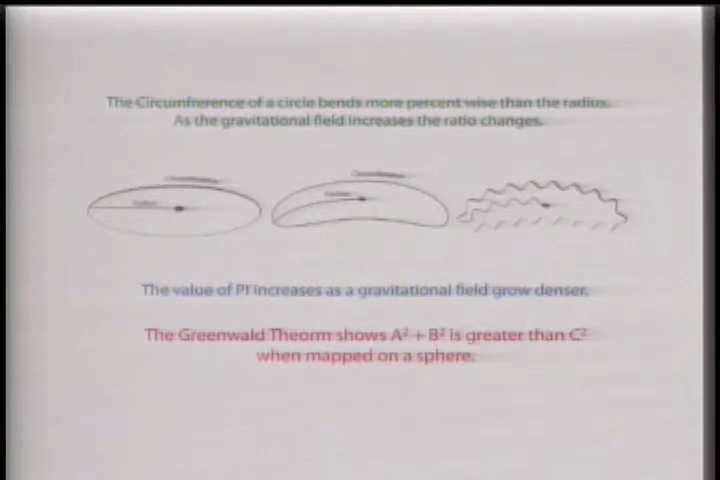 The Circumfrerence of a circle bends more percent wise than the radius.
As the gravitational field increases the ratio changes.
The value of PI increases as a gravitational field grow denser.
The Greenwald Theorm shows A² + B² is greater than C²
when mapped on a sphere.